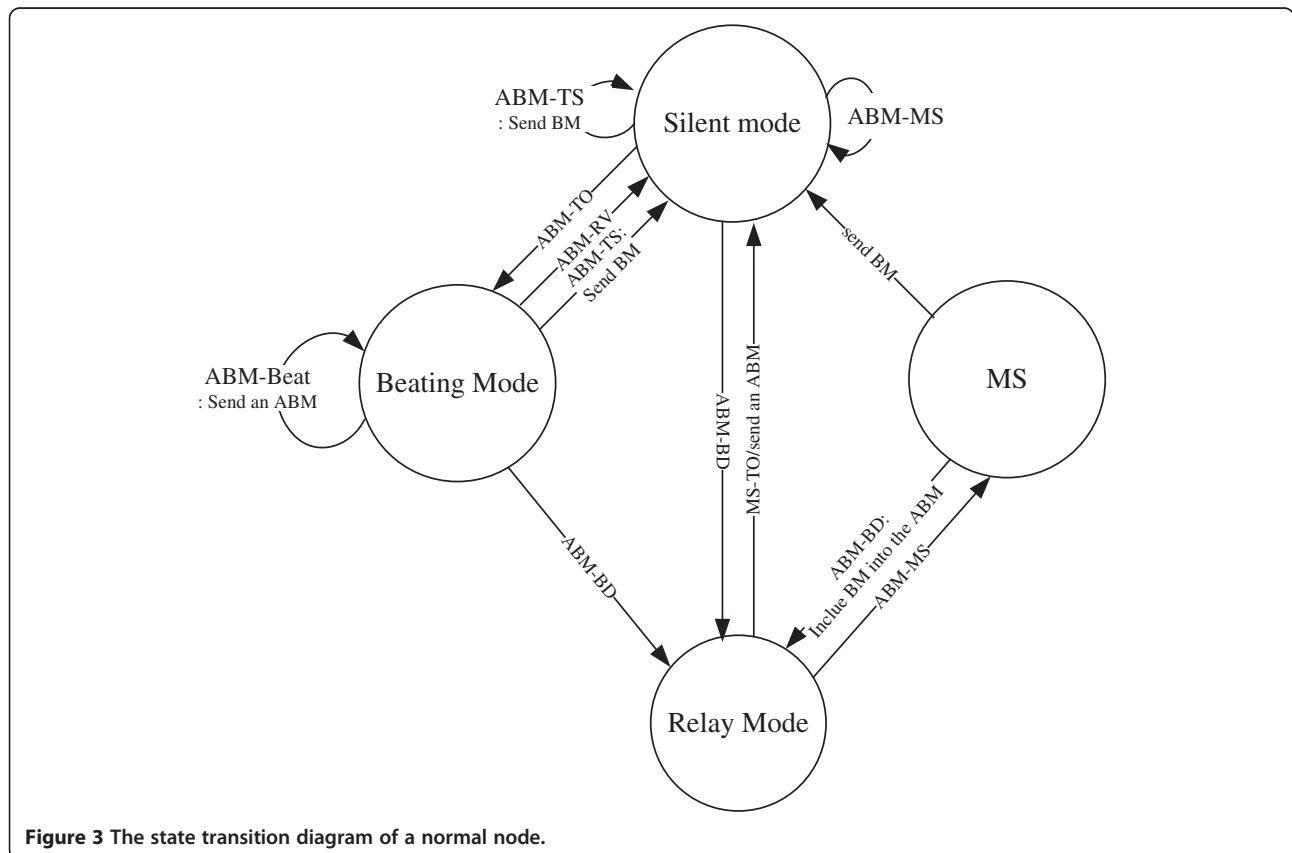 ABM-TS
: Send BM
Silent mode
ABM-MS
ABM-TO
ABM-RV
ABM-TS:
Send BM
send BM
ABM-Beat
: Send an ABM
Beating Mode
MS
ABM-BD
MS-TO/send an ABM
ABM-BD
ABM-BD:
Inclue BM into the ABM
ABM-MS
Relay Mode
Figure 3 The state transition diagram of a normal node.